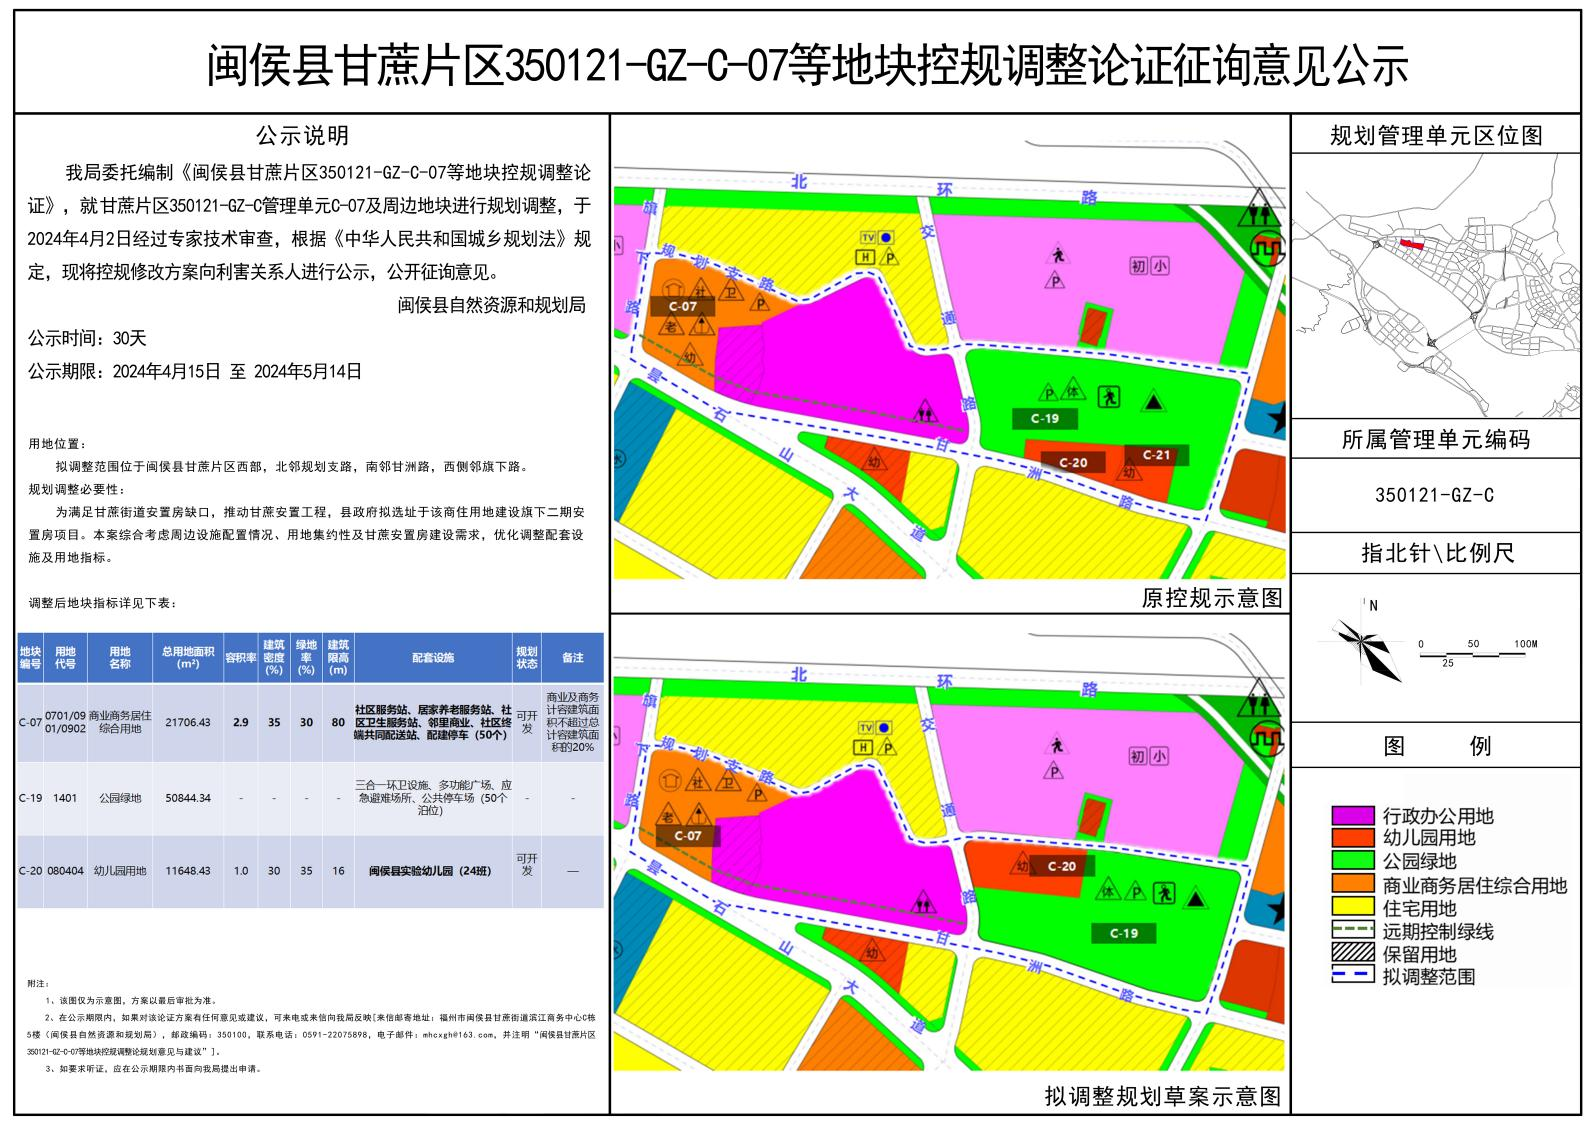 闽侯县甘蔗片区350121-GZ-C-07等地块控规调整论证征询意见公示
公示说明
我局委托编制《闽侯县甘蔗片区350121-GZ-C-07等地块控规调整论
证》，就甘蔗片区350121-GZ-C管理单元C-07及周边地块进行规划调整，于
2024年4月2日经过专家技术审查，根据《中华人民共和国城乡规划法》规
定，现将控规修改方案向利害关系人进行公示，公开征询意见。
闽侯县自然资源和规划局
公示时间：30天
公示期限：2024年4月15日 至 2024年5月14日
用地位置：
拟调整范围位于闽侯县甘蔗片区西部，北邻规划支路，南邻甘洲路，西侧邻旗下路。
规划调整必要性：
为满足甘蔗街道安置房缺口，推动甘蔗安置工程，县政府拟选址于该商住用地建设旗下二期安
置房项目。本案综合考虑周边设施配置情况、用地集约性及甘蔗安置房建设需求，优化调整配套设
施及用地指标。
调整后地块指标详见下表：
地块编号 用地代号 用地名称 总用地面积(m²) 容积率 建筑密度(%) 绿地率(%) 建筑限高(m) 配套设施 规划状态 备注
C-07 0701/0901/0902 商业商务居住综合用地 21706.43 2.9 35 30 80 社区服务站、居家养老服务站、社区卫生服务站、邻里商业、社区终端共同配送站、配建停车（50个） 可开发 商业及商务计容建筑面积不超过总计容建筑面积的20%
C-19 1401 公园绿地 50844.34 - - - - 三合一环卫设施、多功能广场、应急避难场所、公共停车场（50个泊位） - -
C-20 080404 幼儿园用地 11648.43 1.0 30 35 16 闽侯县实验幼儿园（24班） 可开发 —
附注：
1、该图仅为示意图，方案以最后审批为准。
2、在公示期限内，如果对该论证方案有任何意见或建议，可来电或来信向我局反映[来信邮寄地址：福州市闽侯县甘蔗街道滨江商务中心C栋
5楼（闽侯县自然资源和规划局），邮政编码：350100，联系电话：0591-22075898，电子邮件：mhcxgh@163.com，并注明“闽侯县甘蔗片区
350121-GZ-C-07等地块控规调整论规划意见与建议”]。
3、如要求听证，应在公示期限内书面向我局提出申请。
北 环 路
旗 下 路
规 划 支 路
交 通 路
昙 石 山 大 道
甘 洲 路
TV
H P
社 卫 P
C-07
老
幼
P
初 小
P 体
C-19
C-20
C-21
幼
幼
水
小
原控规示意图
北 环 路
旗 下 路
规 划 支 路
交 通 路
昙 石 山 大 道
甘 洲 路
TV
H P
社 卫 P
老
C-07
P
初 小
幼
C-20
体 P
C-19
幼
水
小
拟调整规划草案示意图
规划管理单元区位图
所属管理单元编码
350121-GZ-C
指北针\比例尺
N
0 50 100M
25
图 例
行政办公用地
幼儿园用地
公园绿地
商业商务居住综合用地
住宅用地
远期控制绿线
保留用地
拟调整范围